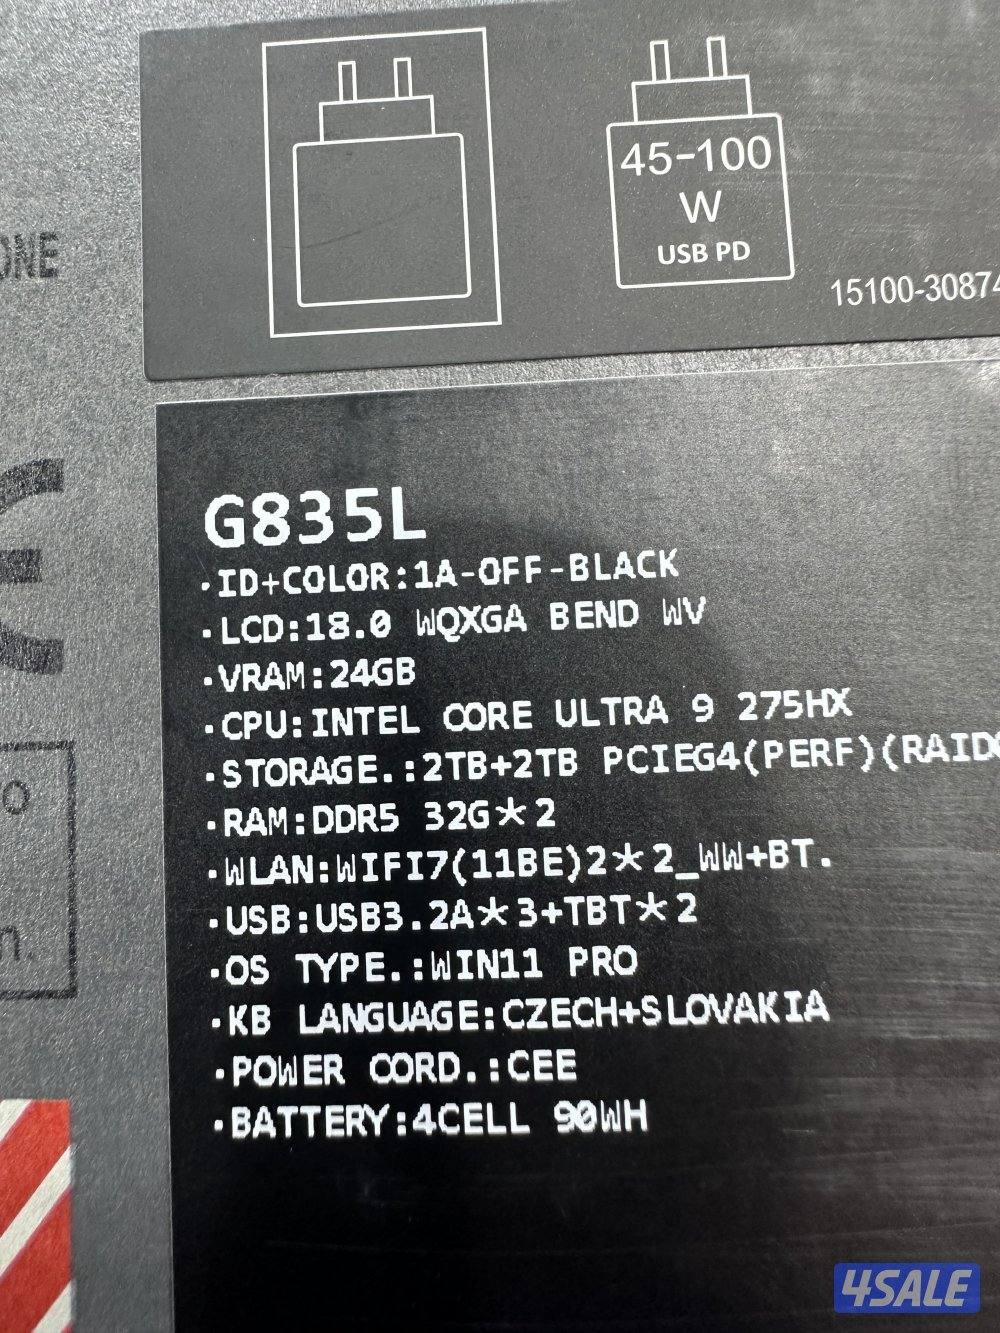 45-100
W
USB PD
15100-30874
ONE
G835L
·ID+COLOR:1A-OFF-BLACK
·LCD:18.0 WQXGA BEND WV
·VRAM:24GB
·CPU:INTEL CORE ULTRA 9 275HX
·STORAGE.:2TB+2TB PCIEG4(PERF)(RAID0
·RAM:DDR5 32G*2
·WLAN:WIFI7(11BE)2*2_WW+BT.
·USB:USB3.2A*3+TBT*2
·OS TYPE.:WIN11 PRO
·KB LANGUAGE:CZECH+SLOVAKIA
·POWER CORD.:CEE
·BATTERY:4CELL 90WH
4SALE